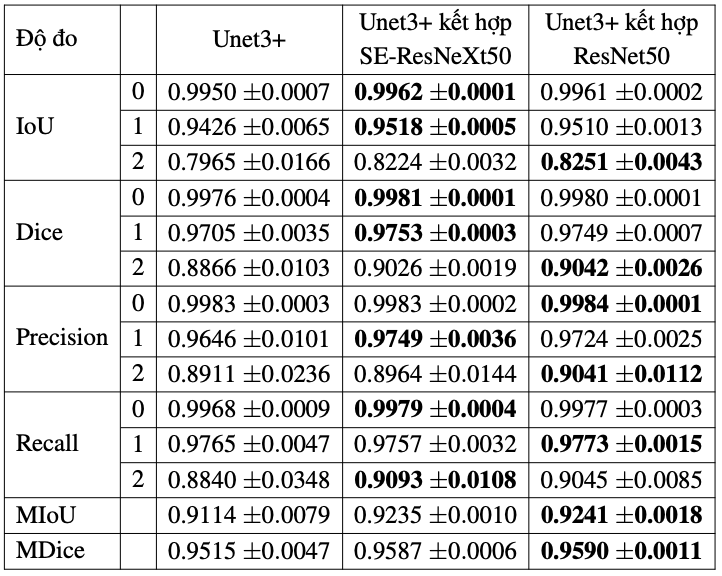 Độ đo Unet3+ Unet3+ kết hợp SE-ResNeXt50 Unet3+ kết hợp ResNet50
IoU 0 0.9950 ±0.0007 0.9962 ±0.0001 0.9961 ±0.0002
1 0.9426 ±0.0065 0.9518 ±0.0005 0.9510 ±0.0013
2 0.7965 ±0.0166 0.8224 ±0.0032 0.8251 ±0.0043
Dice 0 0.9976 ±0.0004 0.9981 ±0.0001 0.9980 ±0.0001
1 0.9705 ±0.0035 0.9753 ±0.0003 0.9749 ±0.0007
2 0.8866 ±0.0103 0.9026 ±0.0019 0.9042 ±0.0026
Precision 0 0.9983 ±0.0003 0.9983 ±0.0002 0.9984 ±0.0001
1 0.9646 ±0.0101 0.9749 ±0.0036 0.9724 ±0.0025
2 0.8911 ±0.0236 0.8964 ±0.0144 0.9041 ±0.0112
Recall 0 0.9968 ±0.0009 0.9979 ±0.0004 0.9977 ±0.0003
1 0.9765 ±0.0047 0.9757 ±0.0032 0.9773 ±0.0015
2 0.8840 ±0.0348 0.9093 ±0.0108 0.9045 ±0.0085
MIoU 0.9114 ±0.0079 0.9235 ±0.0010 0.9241 ±0.0018
MDice 0.9515 ±0.0047 0.9587 ±0.0006 0.9590 ±0.0011